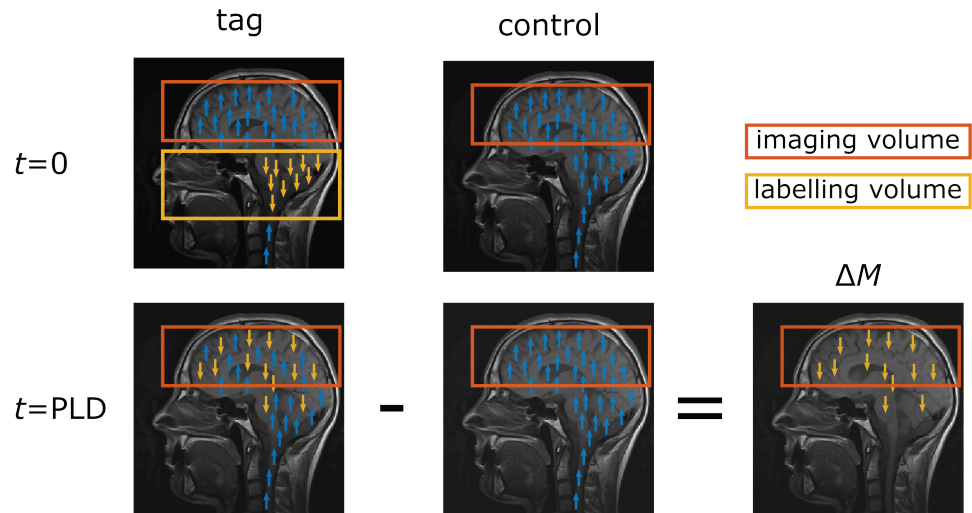 tag
control
t=0
imaging volume
labelling volume
ΔM
t=PLD
-
=